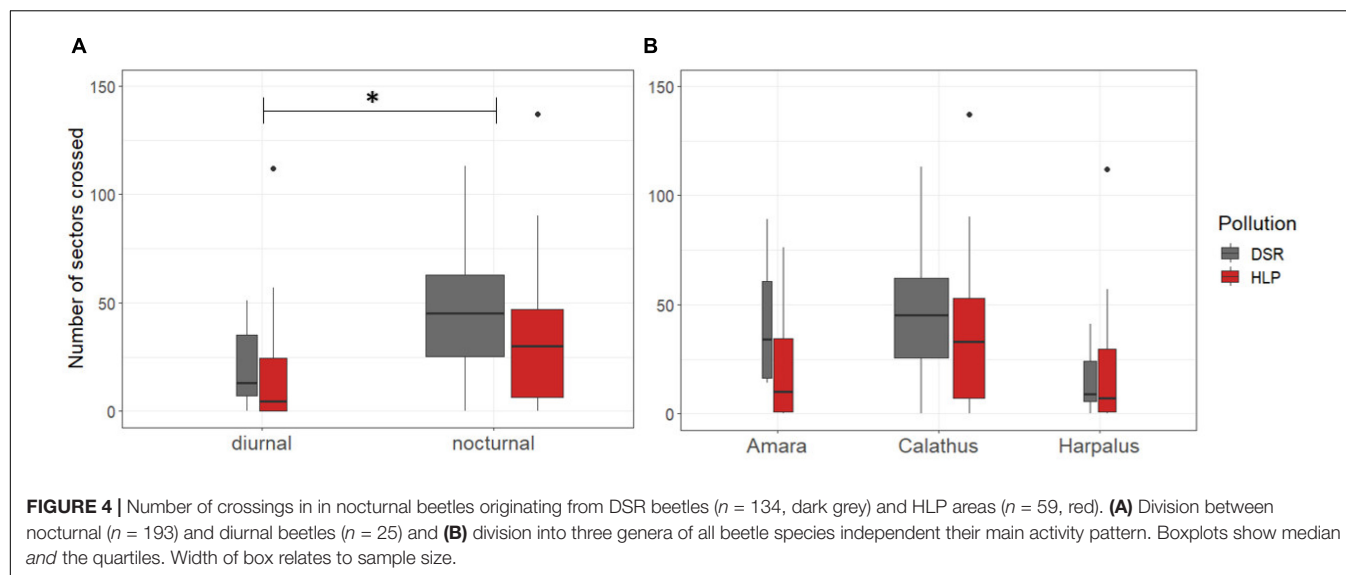 A
B
Number of sectors crossed
150
100
50
0
*
diurnal
nocturnal
150
100
50
0
Amara
Calathus
Harpalus
Pollution
DSR
HLP
FIGURE 4 | Number of crossings in in nocturnal beetles originating from DSR beetles (n = 134, dark grey) and HLP areas (n = 59, red). (A) Division between
nocturnal (n = 193) and diurnal beetles (n = 25) and (B) division into three genera of all beetle species independent their main activity pattern. Boxplots show median
and the quartiles. Width of box relates to sample size.